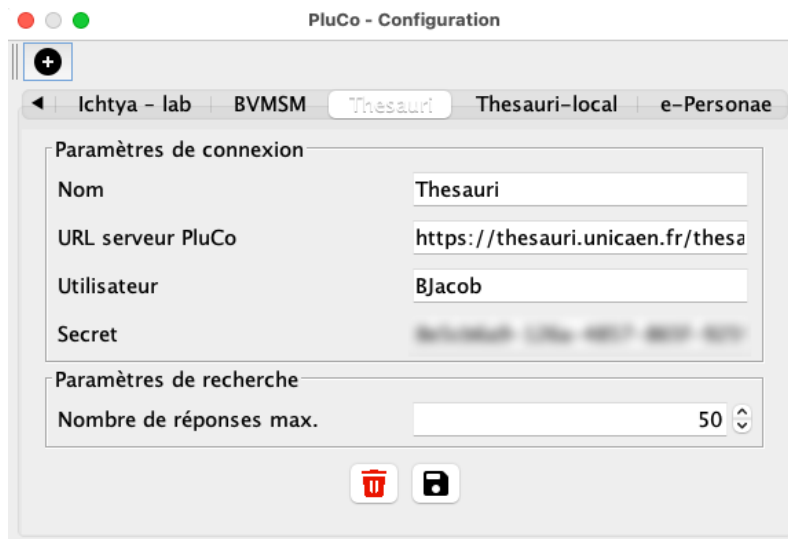 PluCo - Configuration
Ichtya - lab BVMSM Thesauri Thesauri-local e-Personae
Paramètres de connexion
Nom Thesauri
URL serveur PluCo https://thesauri.unicaen.fr/thesa
Utilisateur BJacob
Secret
Paramètres de recherche
Nombre de réponses max. 50